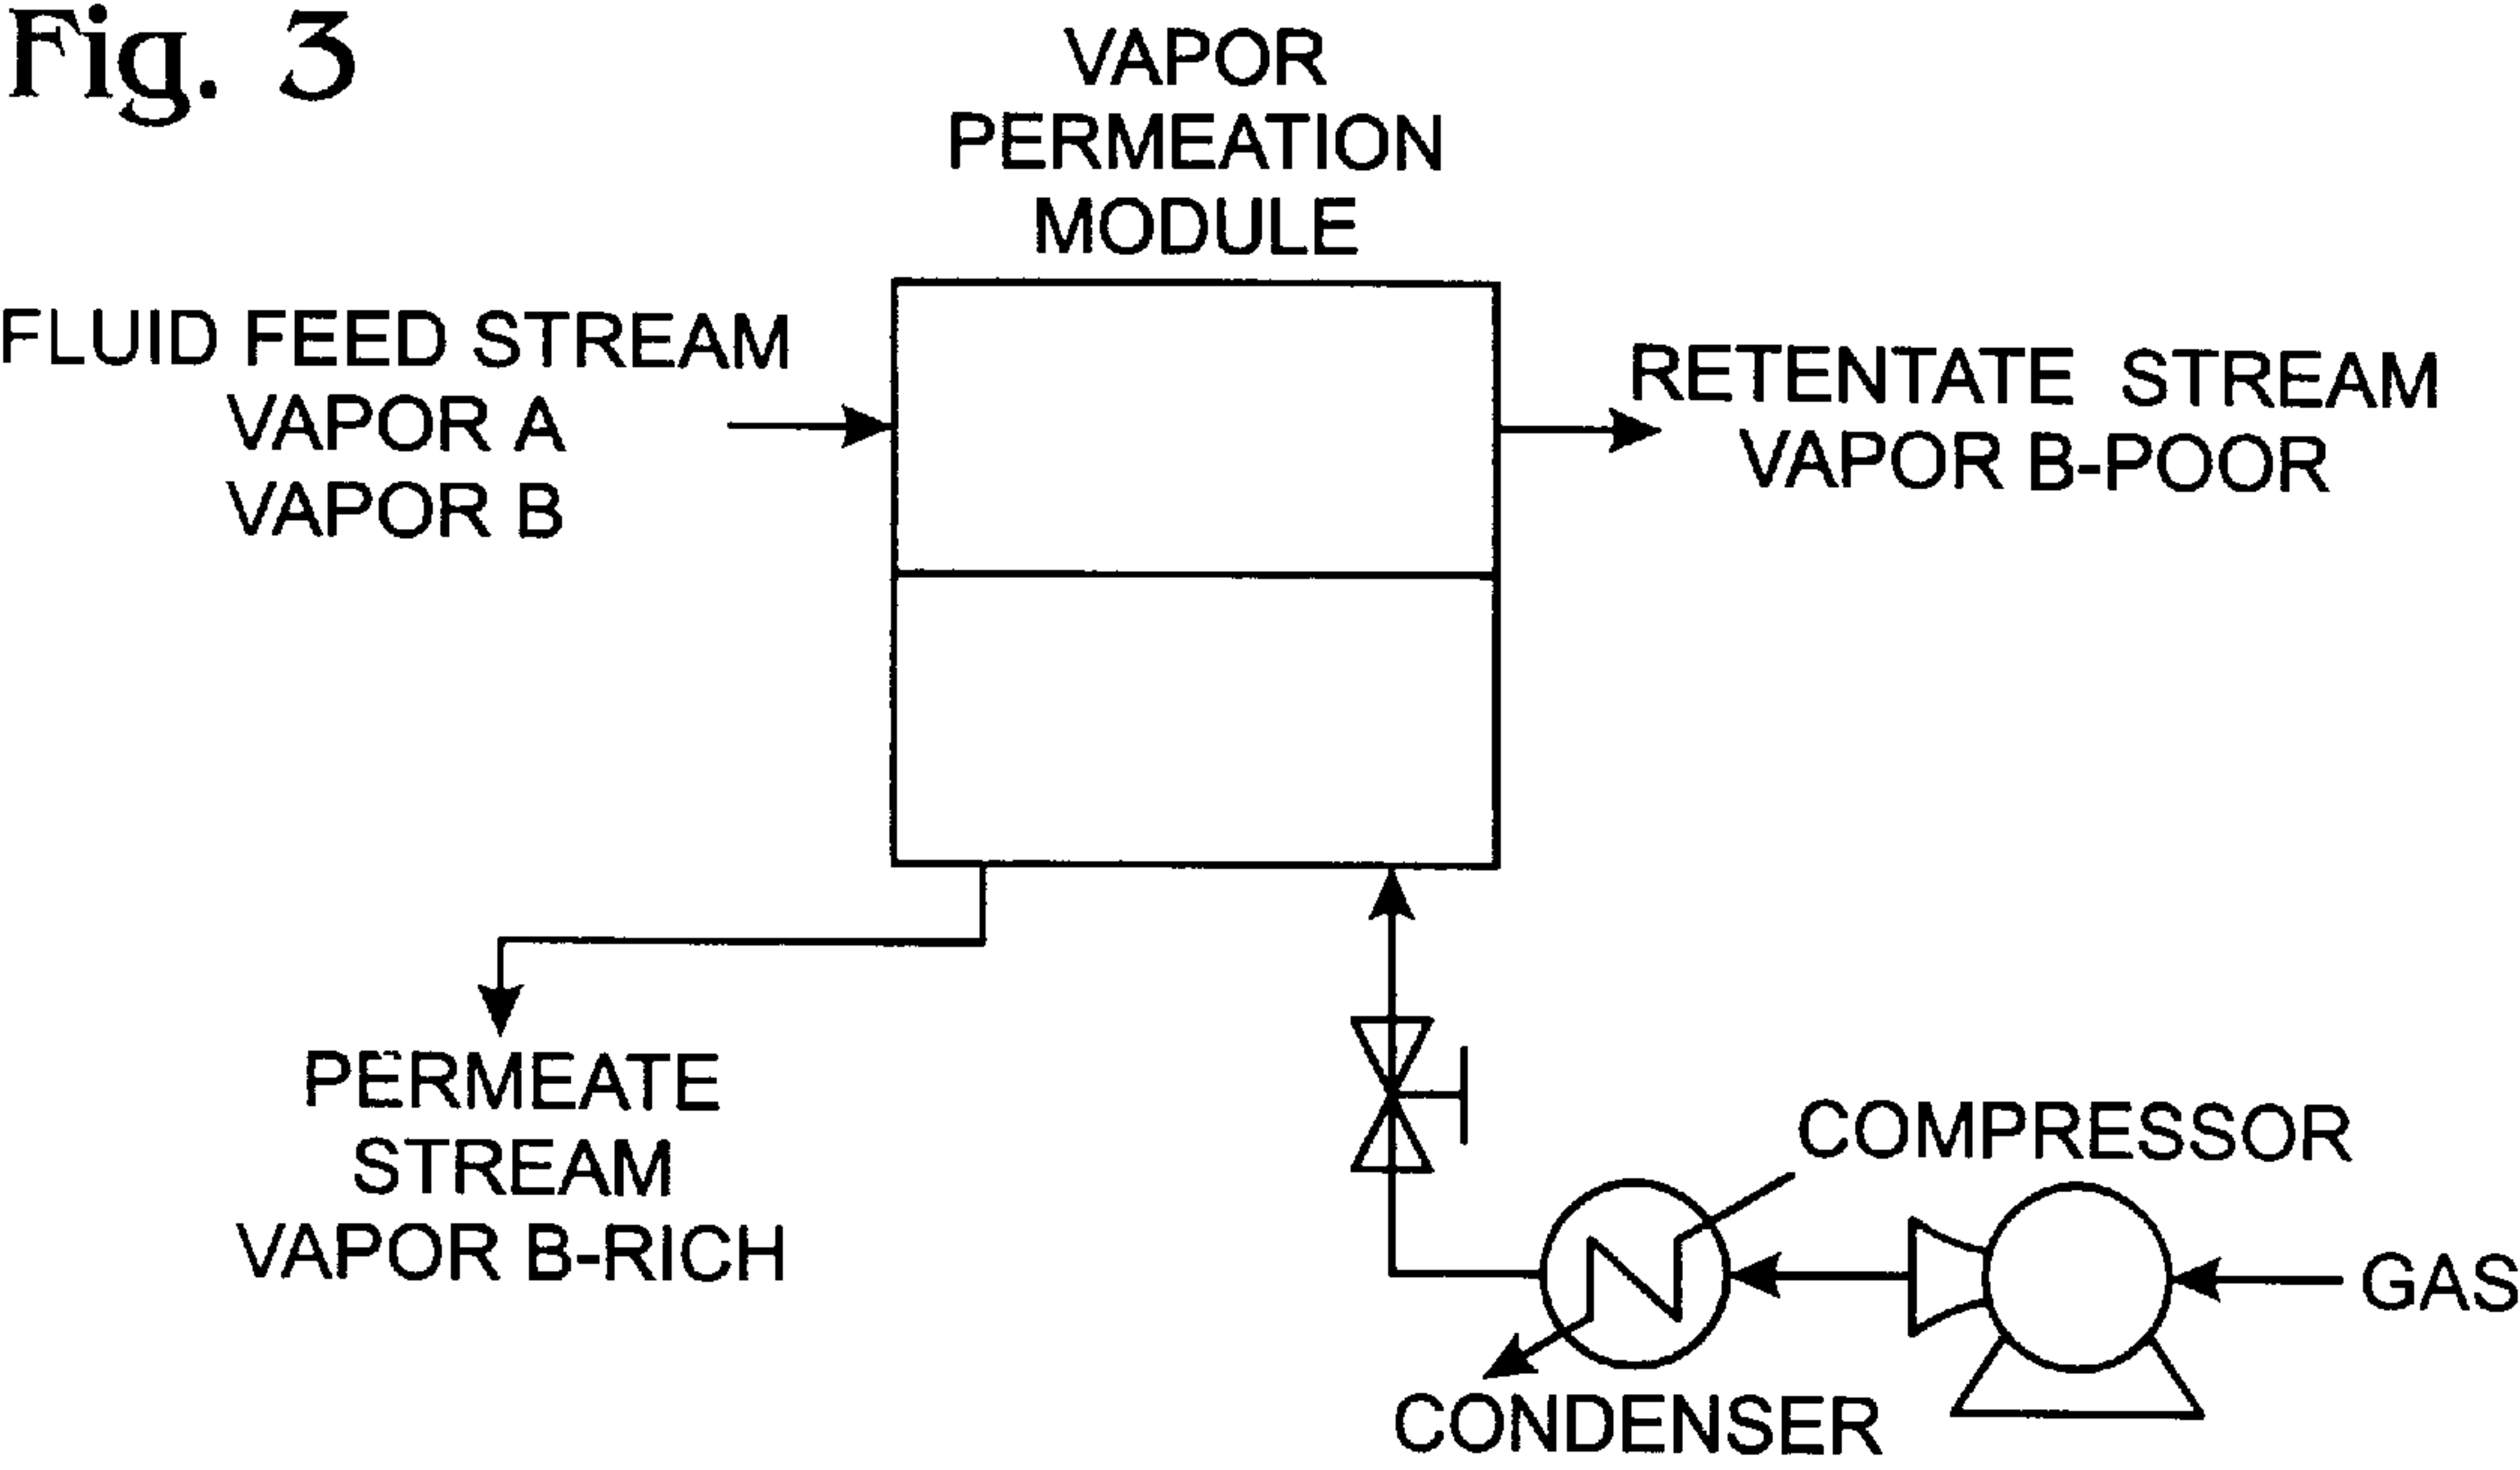 Fig. 3
VAPOR
PERMEATION
MODULE
FLUID FEED STREAM
VAPOR A
VAPOR B
RETENTATE STREAM
VAPOR B-POOR
PERMEATE
STREAM
VAPOR B-RICH
COMPRESSOR
GAS
CONDENSER